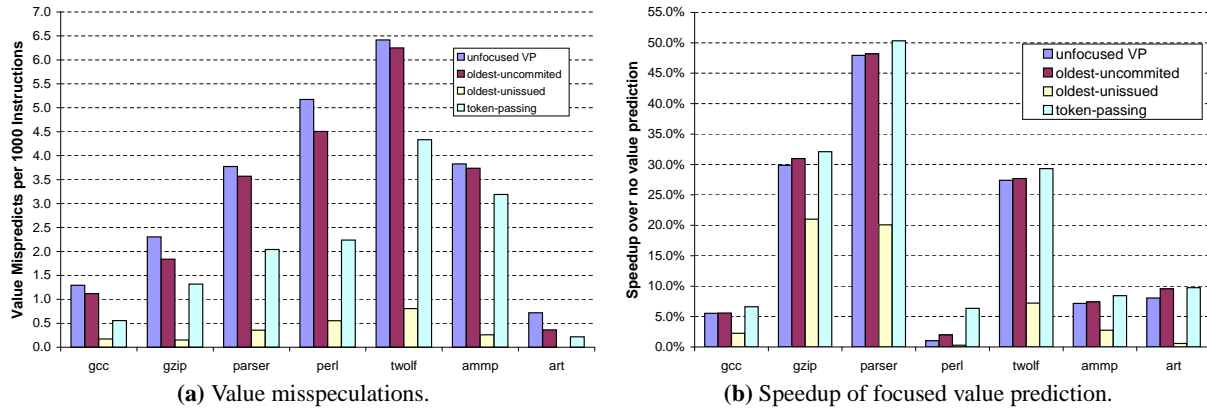 7.0
6.5
6.0
5.5
5.0
4.5
4.0
3.5
3.0
2.5
2.0
1.5
1.0
0.5
0.0
Value Mispredicts per 1000 Instructions
unfocused VP
oldest-uncommited
oldest-unissued
token-passing
gcc gzip parser perl twolf ammp art
(a) Value misspeculations.
55.0%
50.0%
45.0%
40.0%
35.0%
30.0%
25.0%
20.0%
15.0%
10.0%
5.0%
0.0%
Speedup over no value prediction
unfocused VP
oldest-uncommited
oldest-unissued
token-passing
gcc gzip parser perl twolf ammp art
(b) Speedup of focused value prediction.